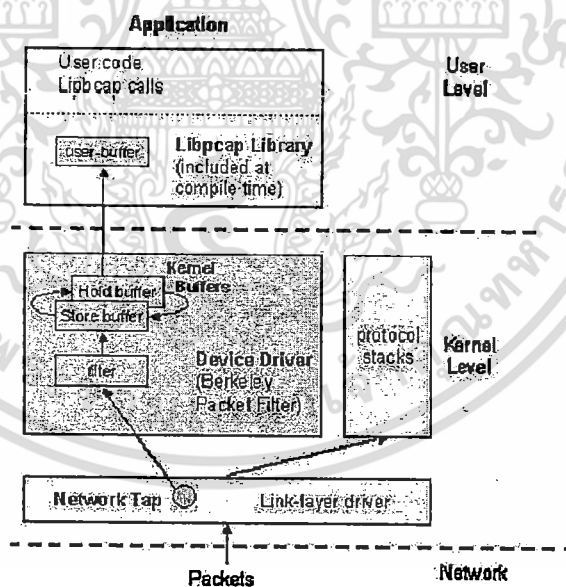 Application
User code
Lipbcap calls
User
Level
user-buffer
Libpcap Library
(included at
compile time)
Kernel
Buffers
Hold buffer
Store buffer
filter
Device Driver
(Berkeley
Packet Filter)
protocol
stacks
Kernel
Level
Network Tap
Link-layer driver
Packets
Network